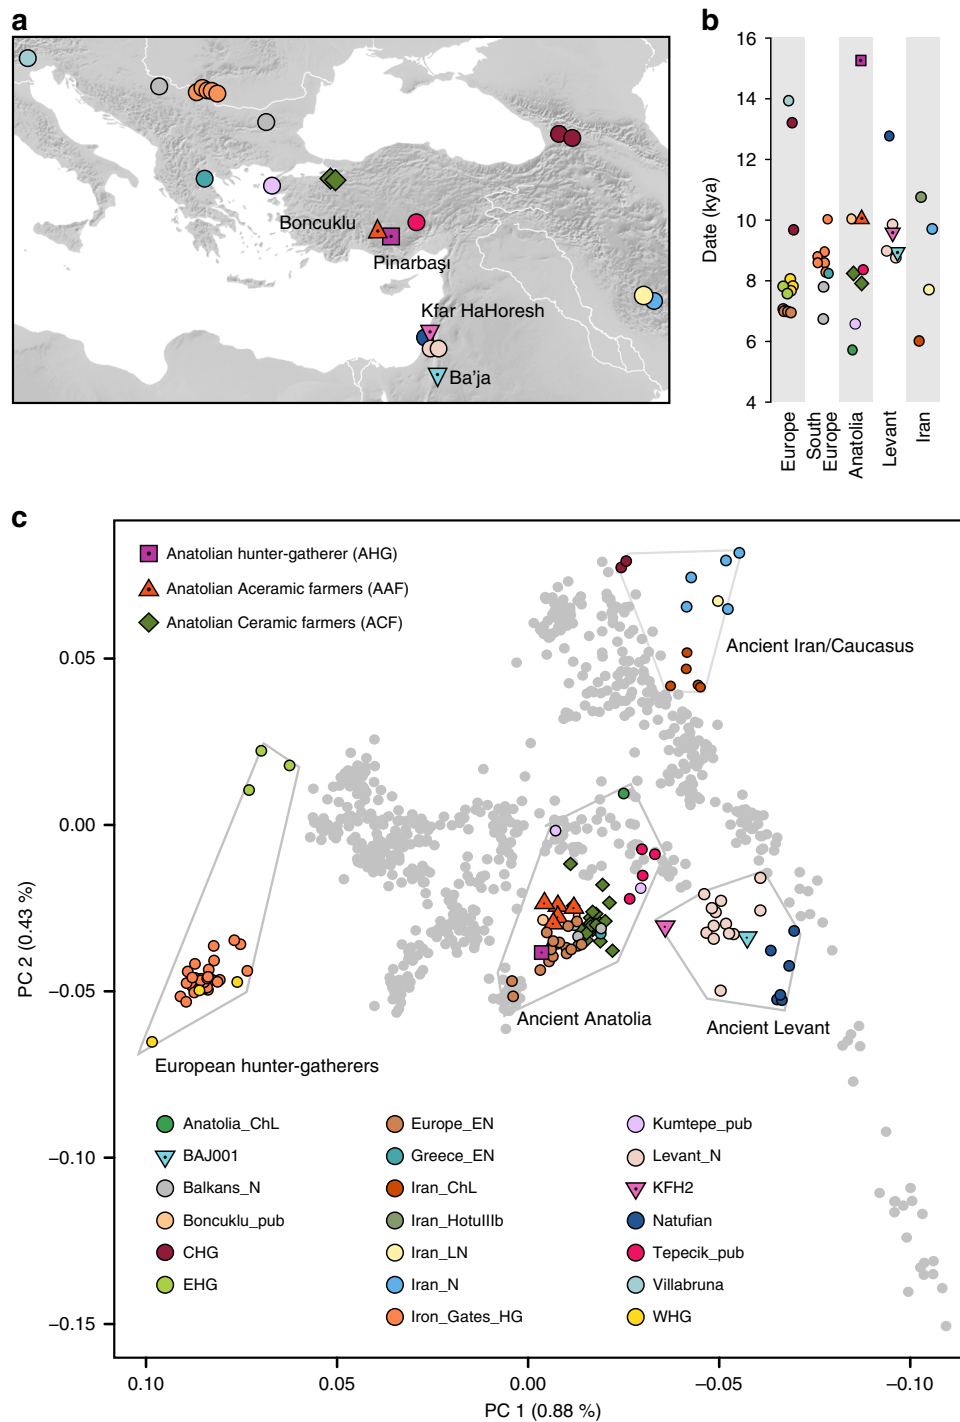 a
Boncuklu
Pinarbaşı
Kfar HaHoresh
Ba'ja
b
16
14
12
10
8
6
4
Date (kya)
Europe
South
Europe
Anatolia
Levant
Iran
c
Anatolian hunter-gatherer (AHG)
Anatolian Aceramic farmers (AAF)
Anatolian Ceramic farmers (ACF)
Ancient Iran/Caucasus
Ancient Anatolia
Ancient Levant
European hunter-gatherers
0.05
0.00
−0.05
−0.10
−0.15
PC 2 (0.43 %)
Anatolia_ChL
BAJ001
Balkans_N
Boncuklu_pub
CHG
EHG
Europe_EN
Greece_EN
Iran_ChL
Iran_HotuIIIb
Iran_LN
Iran_N
Iron_Gates_HG
Kumtepe_pub
Levant_N
KFH2
Natufian
Tepecik_pub
Villabruna
WHG
0.10 0.05 0.00 −0.05 −0.10
PC 1 (0.88 %)